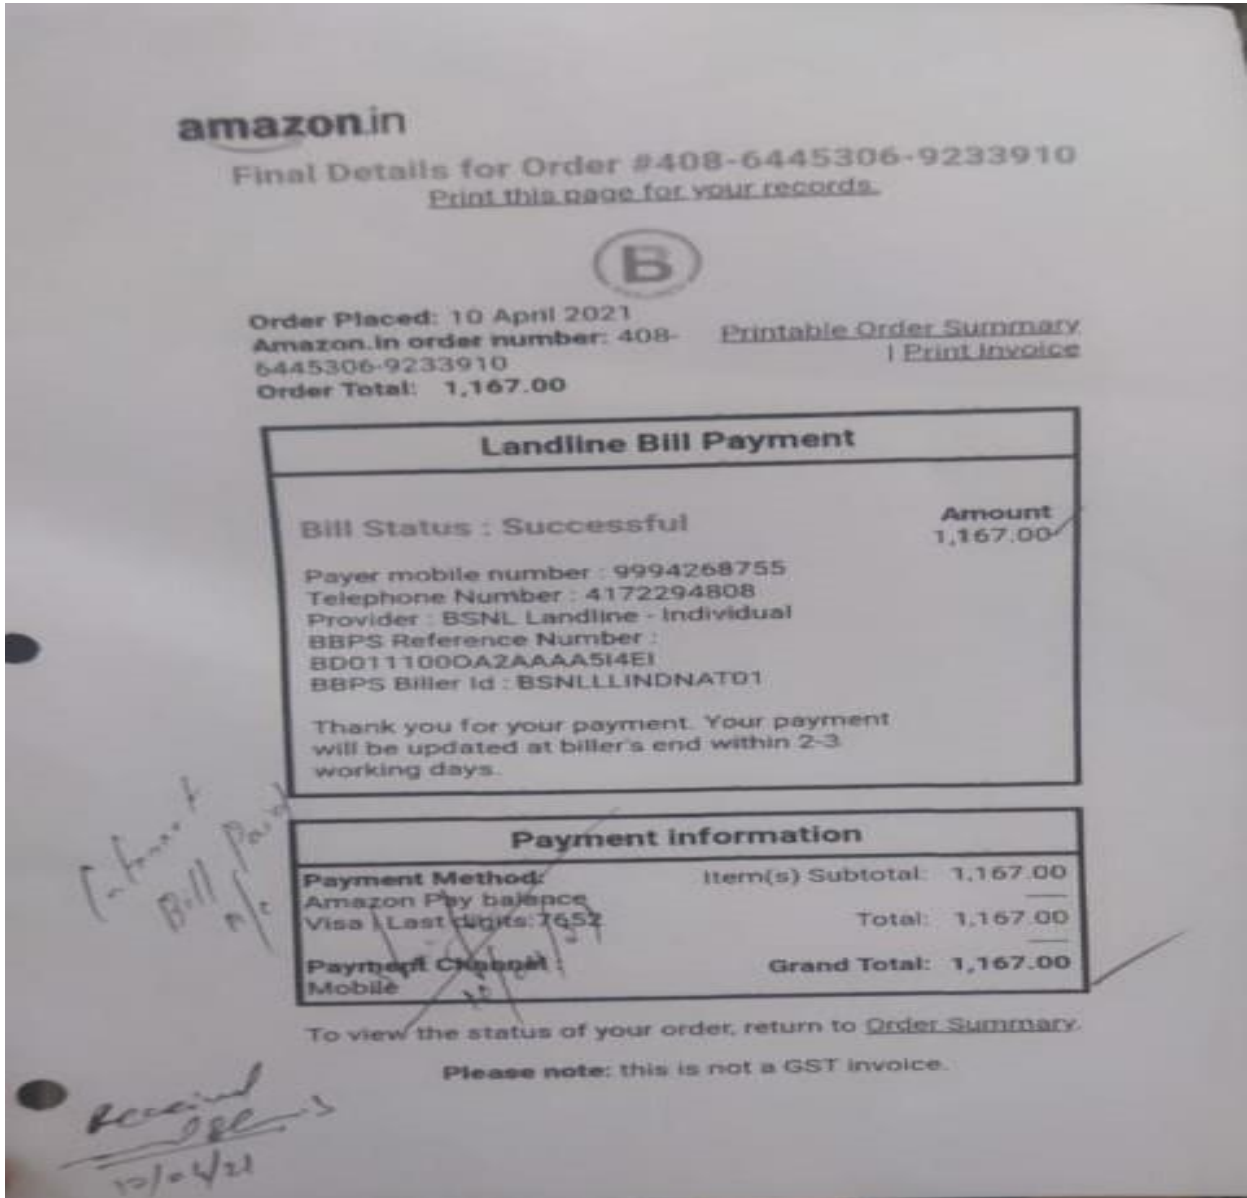 amazon.in
Final Details for Order #408-6445306-9233910
Print this page for your records.
B
Order Placed: 10 April 2021
Amazon.in order number: 408-
6445306-9233910
Order Total: 1,167.00
Printable Order Summary
| Print Invoice
Landline Bill Payment
Bill Status : Successful
Amount
1,167.00
Payer mobile number : 9994268755
Telephone Number : 4172294808
Provider : BSNL Landline - Individual
BBPS Reference Number :
BD011100OA2AAAA5I4EI
BBPS Biller Id : BSNLLLINDNAT01
Thank you for your payment. Your payment
will be updated at biller's end within 2-3
working days.
Bill Paid
Payment information
Payment Method:
Amazon Pay balance
Visa | Last digits: 7652
Payment Channel :
Mobile
Item(s) Subtotal: 1,167.00
Total: 1,167.00
Grand Total: 1,167.00
To view the status of your order, return to Order Summary.
Please note: this is not a GST invoice.
Received
12/04/21